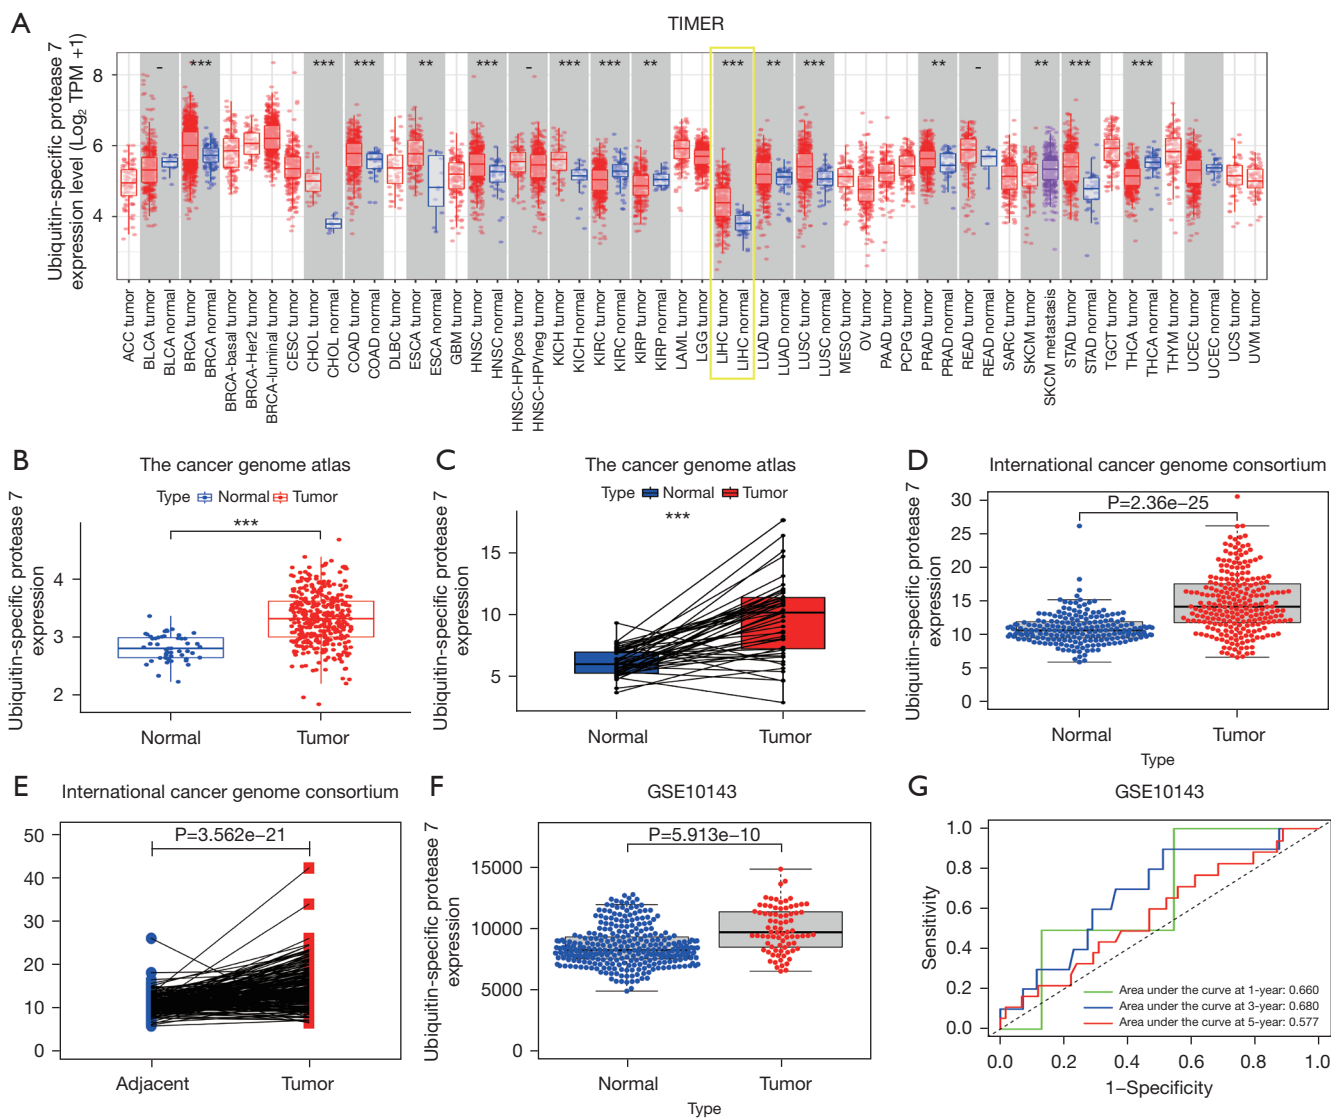 A
TIMER
Ubiquitin-specific protease 7
expression level (Log2 TPM +1)
8
6
4
–
***
***
***
**
***
–
***
***
**
***
**
***
**
–
**
***
***
ACC tumor
BLCA tumor
BLCA normal
BRCA tumor
BRCA normal
BRCA-basal tumor
BRCA-Her2 tumor
BRCA-luminal tumor
CESC tumor
CHOL tumor
CHOL normal
COAD tumor
COAD normal
DLBC tumor
ESCA tumor
ESCA normal
GBM tumor
HNSC tumor
HNSC normal
HNSC-HPVpos tumor
HNSC-HPVneg tumor
KICH tumor
KICH normal
KIRC tumor
KIRC normal
KIRP tumor
KIRP normal
LAML tumor
LGG tumor
LIHC tumor
LIHC normal
LUAD tumor
LUAD normal
LUSC tumor
LUSC normal
MESO tumor
OV tumor
PAAD tumor
PCPG tumor
PRAD tumor
PRAD normal
READ tumor
READ normal
SARC tumor
SKCM tumor
SKCM metastasis
STAD tumor
STAD normal
TGCT tumor
THCA tumor
THCA normal
THYM tumor
UCEC tumor
UCEC normal
UCS tumor
UVM tumor
B
The cancer genome atlas
Type Normal Tumor
Ubiquitin-specific protease 7
expression
***
4
3
2
Normal
Tumor
C
The cancer genome atlas
Type Normal Tumor
Ubiquitin-specific protease 7
expression
***
15
10
5
Normal
Tumor
D
International cancer genome consortium
Ubiquitin-specific protease 7
expression
P=2.36e−25
30
25
20
15
10
5
0
Normal
Tumor
Type
E
International cancer genome consortium
P=3.562e−21
50
40
30
20
10
0
Adjacent
Tumor
F
GSE10143
Ubiquitin-specific protease 7
expression
P=5.913e−10
15000
10000
5000
0
Normal
Tumor
Type
G
GSE10143
Sensitivity
1.0
0.8
0.6
0.4
0.2
0.0
Area under the curve at 1-year: 0.660
Area under the curve at 3-year: 0.680
Area under the curve at 5-year: 0.577
0.0
0.2
0.4
0.6
0.8
1.0
1−Specificity